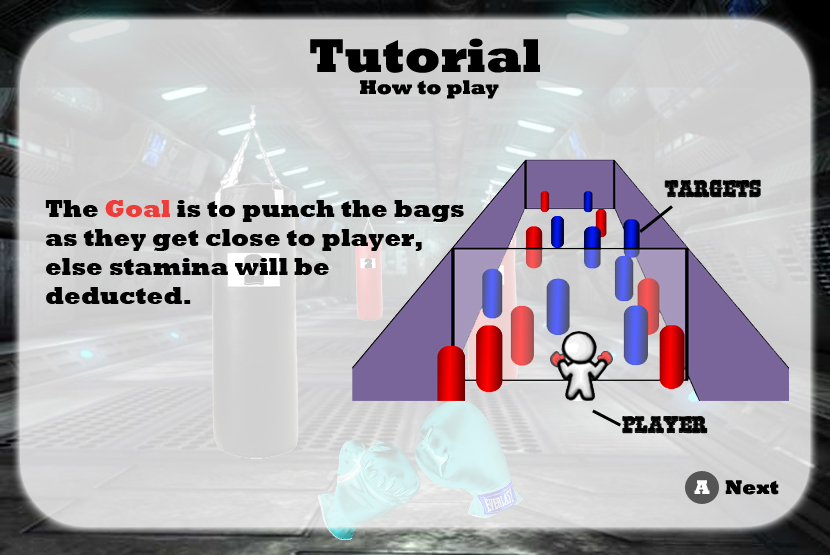 Tutorial
How to play
The Goal is to punch the bags
as they get close to player,
else stamina will be
deducted.
TARGETS
PLAYER
EVERLAST
A Next